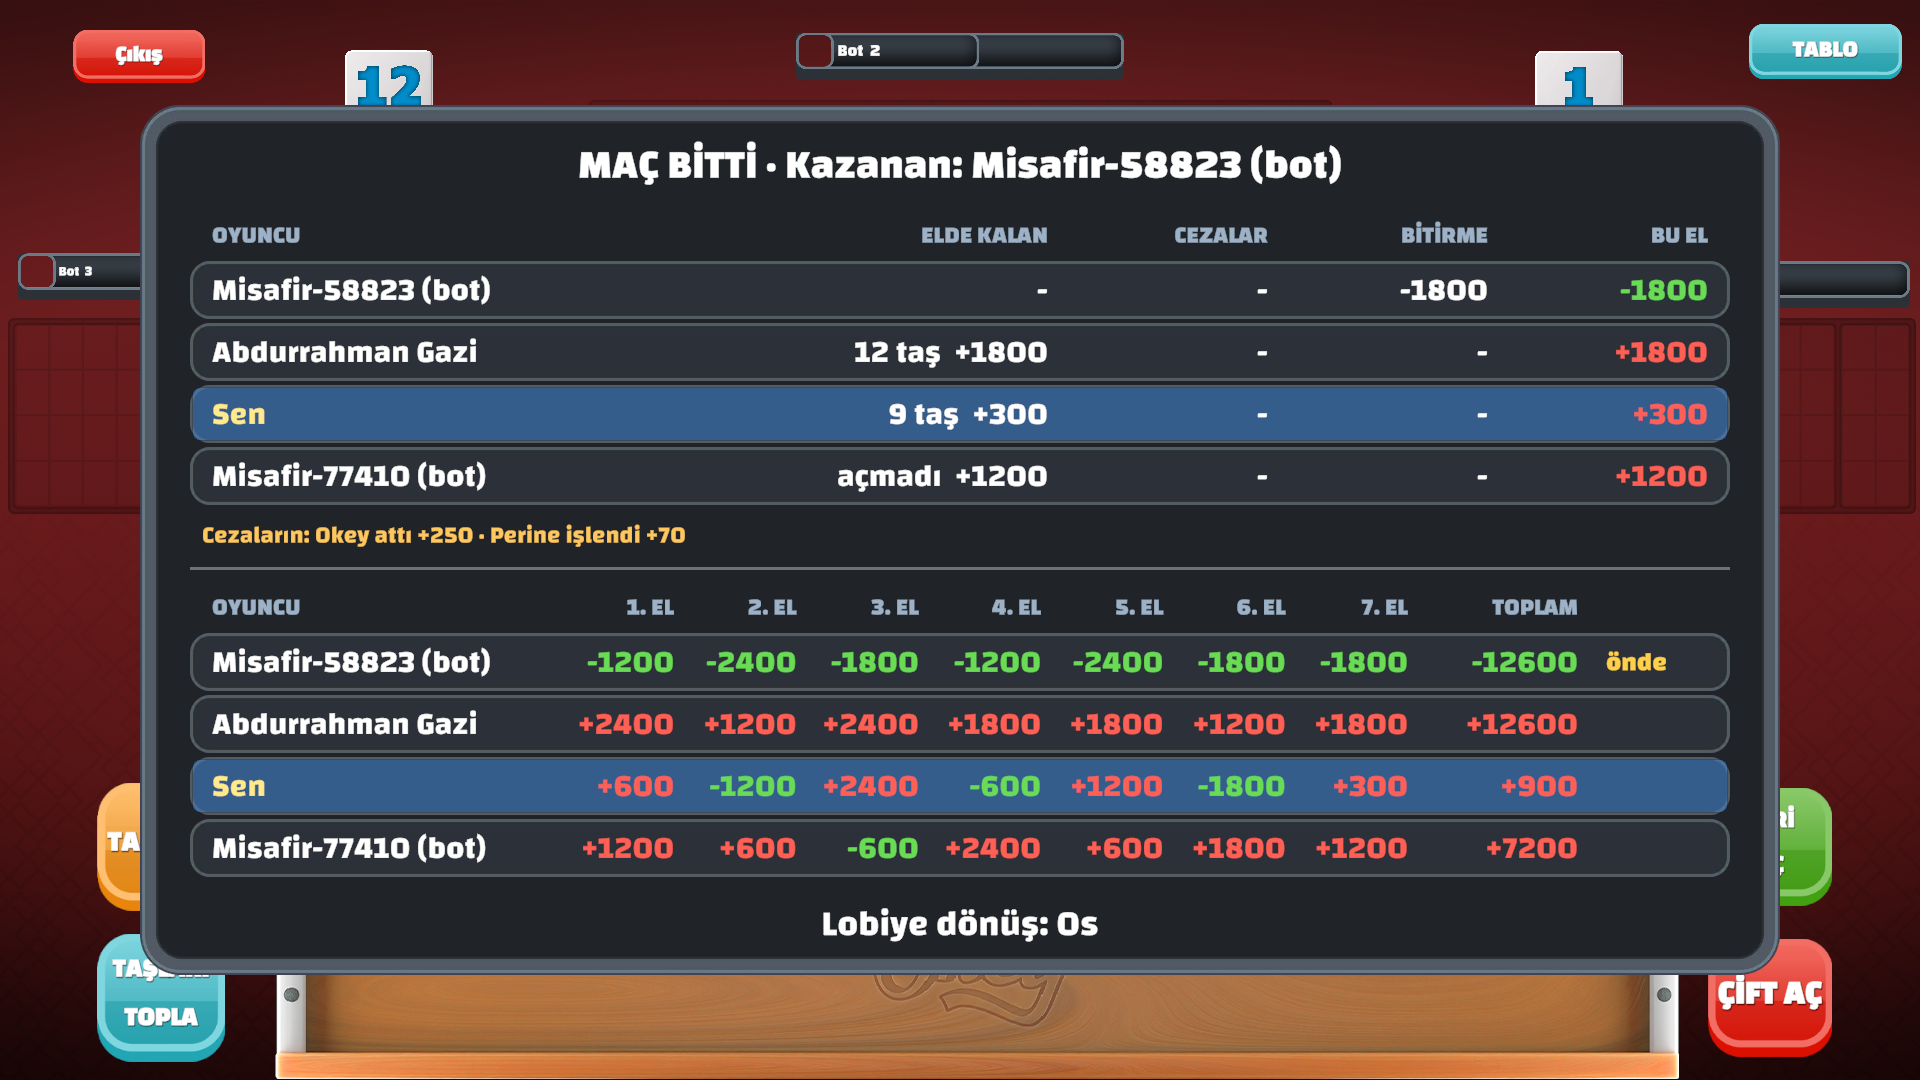 Çıkış
12
Bot 2
1
TABLO
MAÇ BİTTİ · Kazanan: Misafir-58823 (bot)
OYUNCU ELDE KALAN CEZALAR BİTİRME BU EL
Bot 3
Misafir-58823 (bot) - - -1800 -1800
Abdurrahman Gazi 12 taş +1800 - - +1800
Sen 9 taş +300 - - +300
Misafir-77410 (bot) açmadı +1200 - - +1200
Cezaların: Okey attı +250 · Perine işlendi +70
OYUNCU 1. EL 2. EL 3. EL 4. EL 5. EL 6. EL 7. EL TOPLAM
Misafir-58823 (bot) -1200 -2400 -1800 -1200 -2400 -1800 -1800 -12600 önde
Abdurrahman Gazi +2400 +1200 +2400 +1800 +1800 +1200 +1800 +12600
Sen +600 -1200 +2400 -600 +1200 -1800 +300 +900
Misafir-77410 (bot) +1200 +600 -600 +2400 +600 +1800 +1200 +7200
Lobiye dönüş: 0s
TOPLA
ÇİFT AÇ